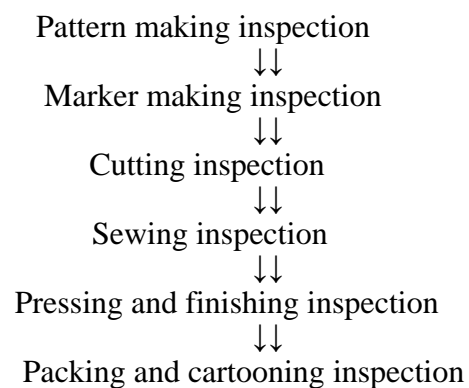 Pattern making inspection
↓↓
Marker making inspection
↓↓
Cutting inspection
↓↓
Sewing inspection
↓↓
Pressing and finishing inspection
↓↓
Packing and cartooning inspection